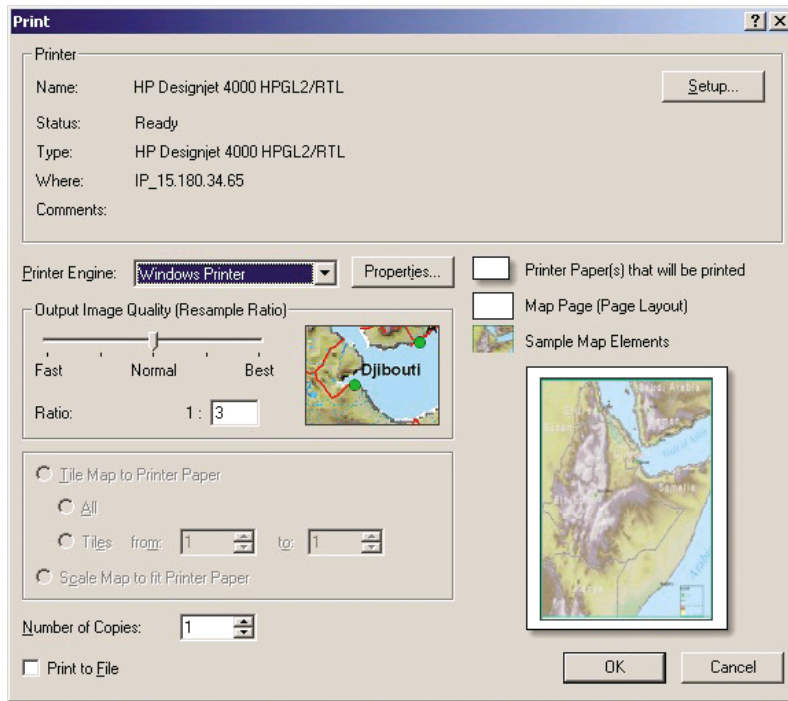 Print
Printer
Name: HP Designjet 4000 HPGL2/RTL
Setup...
Status: Ready
Type: HP Designjet 4000 HPGL2/RTL
Where: IP_15.180.34.65
Comments:
Printer Engine: Windows Printer Properties...
Printer Paper(s) that will be printed
Map Page (Page Layout)
Sample Map Elements
Output Image Quality (Resample Ratio)
Fast Normal Best
Ratio: 1 : 3
Djibouti
Tile Map to Printer Paper
All
Tiles from: 1 to: 1
Scale Map to fit Printer Paper
Saudi Arabia
Sudan
Somalia
Number of Copies: 1
Print to File
OK Cancel